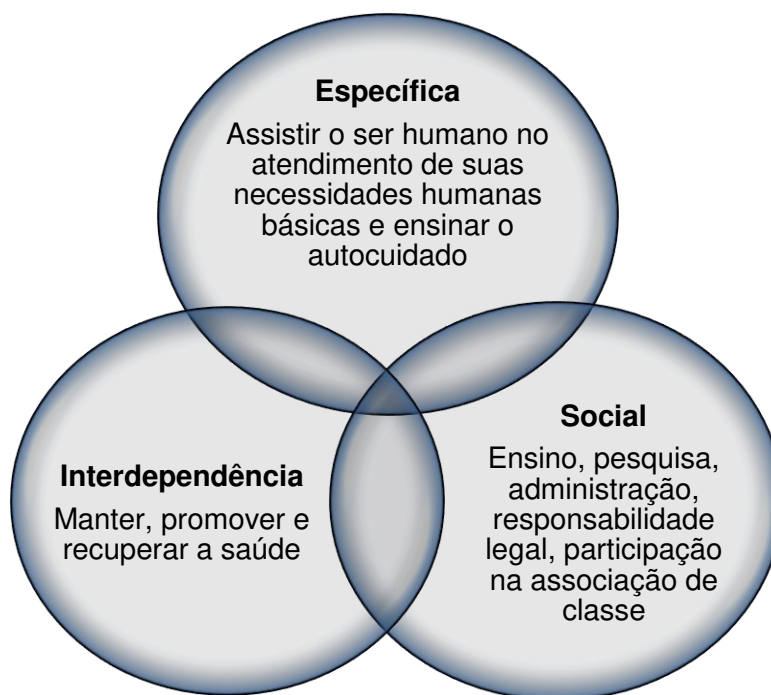 Específica
Assistir o ser humano no
atendimento de suas
necessidades humanas
básicas e ensinar o
autocuidado
Interdependência
Manter, promover e
recuperar a saúde
Social
Ensino, pesquisa,
administração,
responsabilidade
legal, participação
na associação de
classe